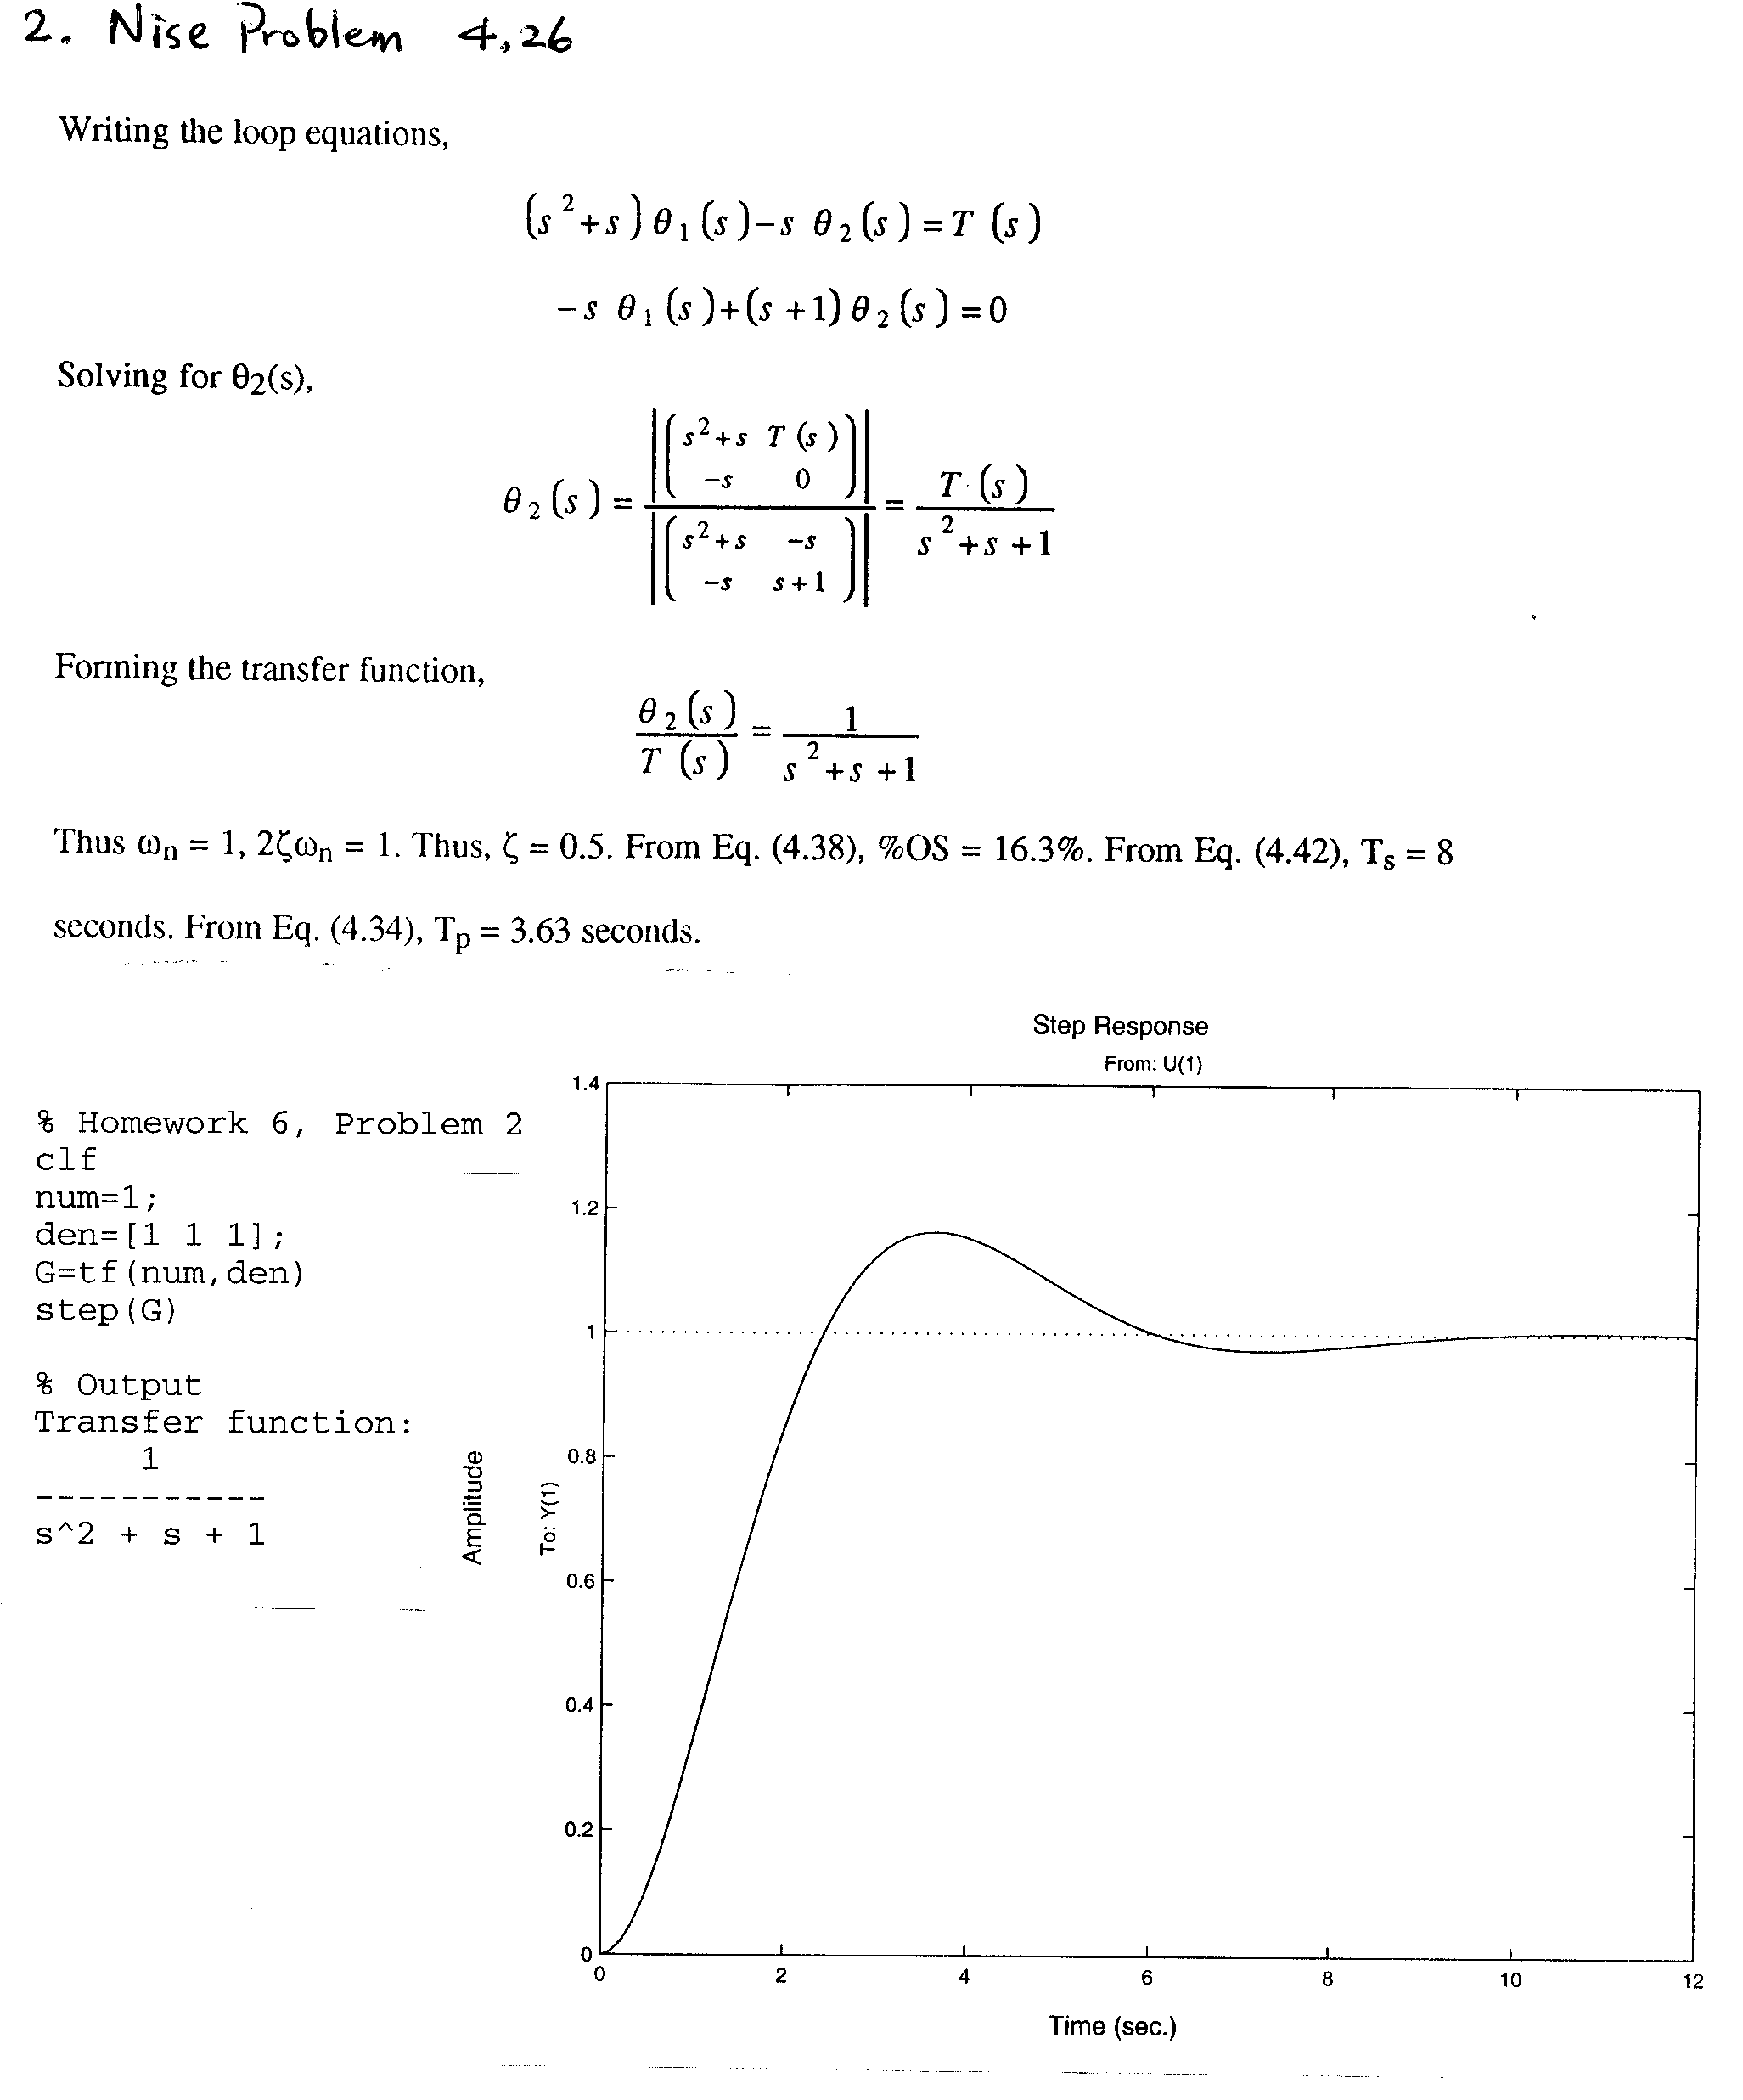 2. Nise Problem 4,26
Writing the loop equations,
(s²+s)θ₁(s)−s θ₂(s)=T (s)
−s θ₁(s)+(s+1)θ₂(s)=0
Solving for θ2(s),
θ₂(s)= |(s²+s T(s) −s 0)| / |(s²+s −s −s s+1)| = T(s) / s²+s+1
Forming the transfer function,
θ₂(s) / T(s) = 1 / s²+s+1
Thus ωn = 1, 2ζωn = 1. Thus, ζ = 0.5. From Eq. (4.38), %OS = 16.3%. From Eq. (4.42), Ts = 8
seconds. From Eq. (4.34), Tp = 3.63 seconds.
% Homework 6, Problem 2
clf
num=1;
den=[1 1 1];
G=tf(num,den)
step(G)
% Output
Transfer function:
1
-----------
s^2 + s + 1
Step Response
From: U(1)
Amplitude
To: Y(1)
1.4
1.2
1
0.8
0.6
0.4
0.2
0
0 2 4 6 8 10 12
Time (sec.)